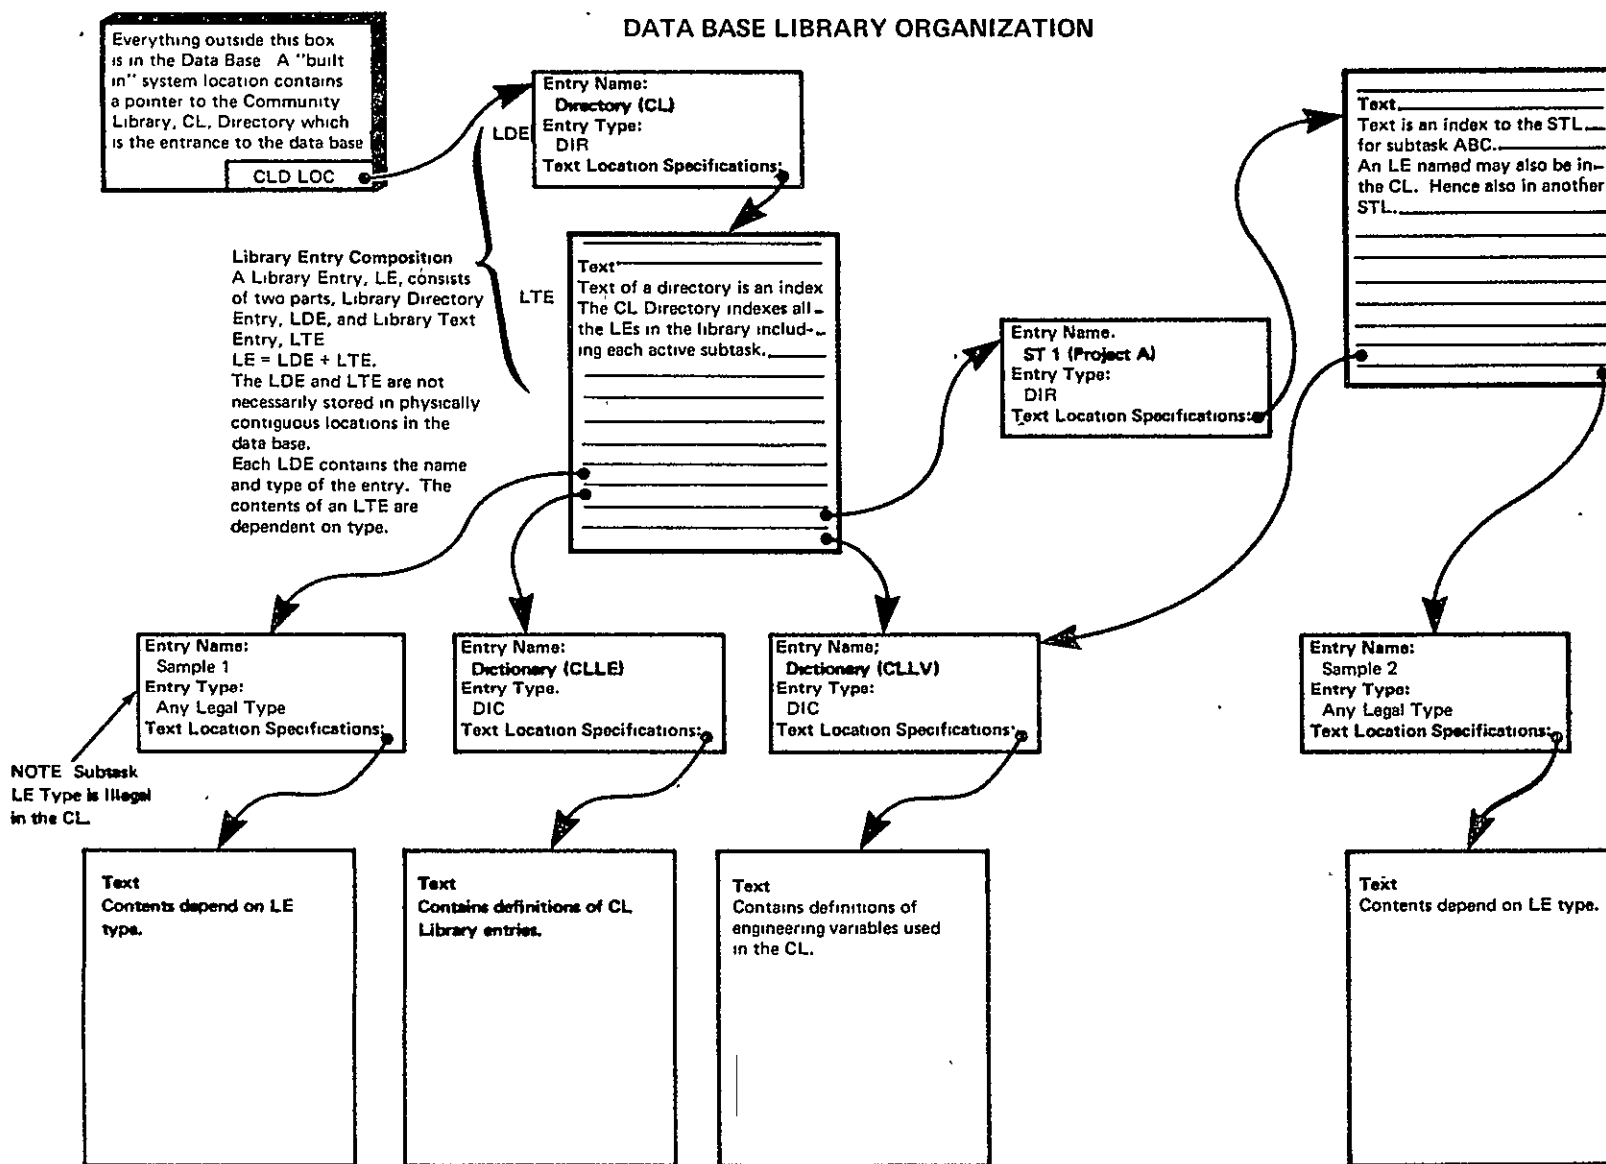 DATA BASE LIBRARY ORGANIZATION
Everything outside this box
is in the Data Base A "built
in" system location contains
a pointer to the Community
Library, CL, Directory which
is the entrance to the data base
CLD LOC
LDE
Entry Name:
Directory (CL)
Entry Type:
DIR
Text Location Specifications:
Library Entry Composition
A Library Entry, LE, consists
of two parts, Library Directory
Entry, LDE, and Library Text
Entry, LTE
LE = LDE + LTE.
The LDE and LTE are not
necessarily stored in physically
contiguous locations in the
data base.
Each LDE contains the name
and type of the entry. The
contents of an LTE are
dependent on type.
LTE
Text
Text of a directory is an index
The CL Directory indexes all
the LEs in the library includ-
ing each active subtask.
Entry Name.
ST 1 (Project A)
Entry Type:
DIR
Text Location Specifications:
Text
Text is an index to the STL
for subtask ABC.
An LE named may also be in
the CL. Hence also in another
STL.
Entry Name:
Sample 1
Entry Type:
Any Legal Type
Text Location Specifications:
Entry Name:
Dictionary (CLLE)
Entry Type.
DIC
Text Location Specifications:
Entry Name;
Dictionary (CLLV)
Entry Type:
DIC
Text Location Specifications:
Entry Name:
Sample 2
Entry Type:
Any Legal Type
Text Location Specifications:
NOTE Subtask
LE Type is Illegal
in the CL.
Text
Contents depend on LE
type.
Text
Contains definitions of CL
Library entries.
Text
Contains definitions of
engineering variables used
in the CL.
Text
Contents depend on LE type.